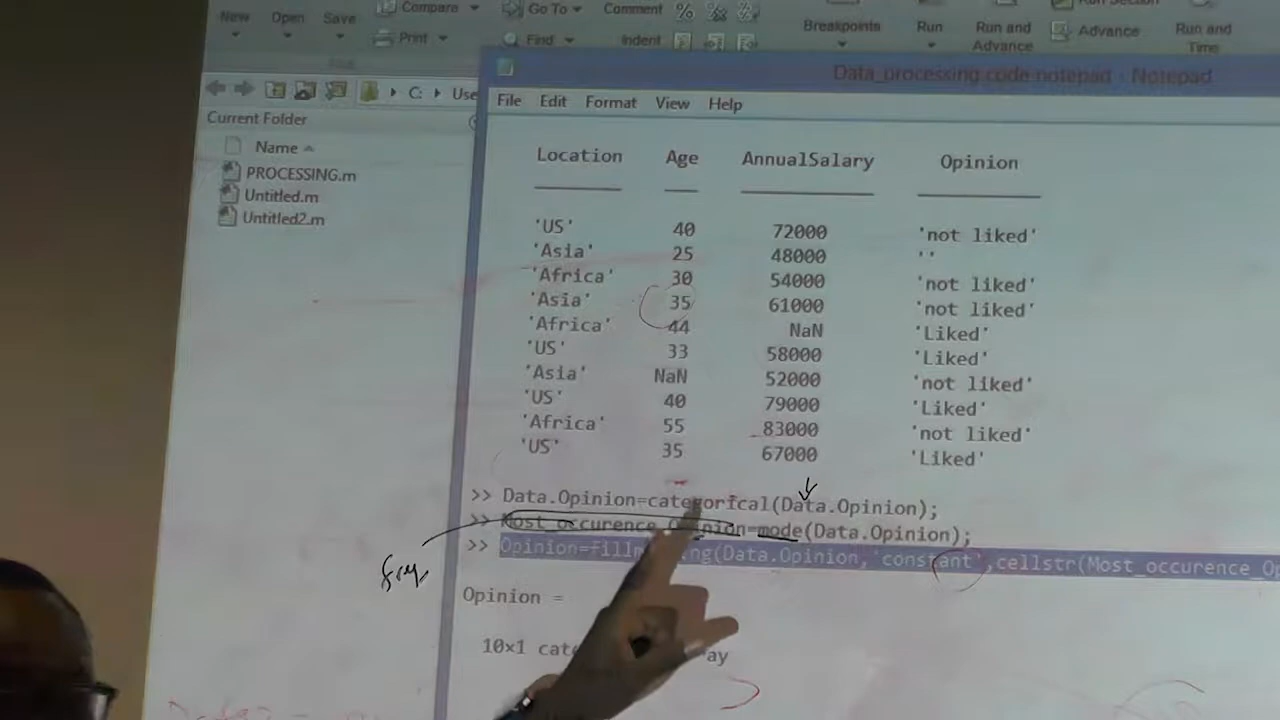 New Open Save Compare Go To Comment
Print Find Indent Breakpoints Run Run and Advance Advance Run and Time
Data_processing code notepad - Notepad
C: Use
File Edit Format View Help
Current Folder
Name
PROCESSING.m
Untitled.m
Untitled2.m
Location Age AnnualSalary Opinion
'US' 40 72000 'not liked'
'Asia' 25 48000 ''
'Africa' 30 54000 'not liked'
'Asia' 35 61000 'not liked'
'Africa' 44 NaN 'Liked'
'US' 33 58000 'Liked'
'Asia' NaN 52000 'not liked'
'US' 40 79000 'Liked'
'Africa' 55 83000 'not liked'
'US' 35 67000 'Liked'
>> Data.Opinion=categorical(Data.Opinion);
>> Most_occurence_Opinion=mode(Data.Opinion);
>> (Data.Opinion,'constant',cellstr(Most_occurence_Op
Opinion =
10×1